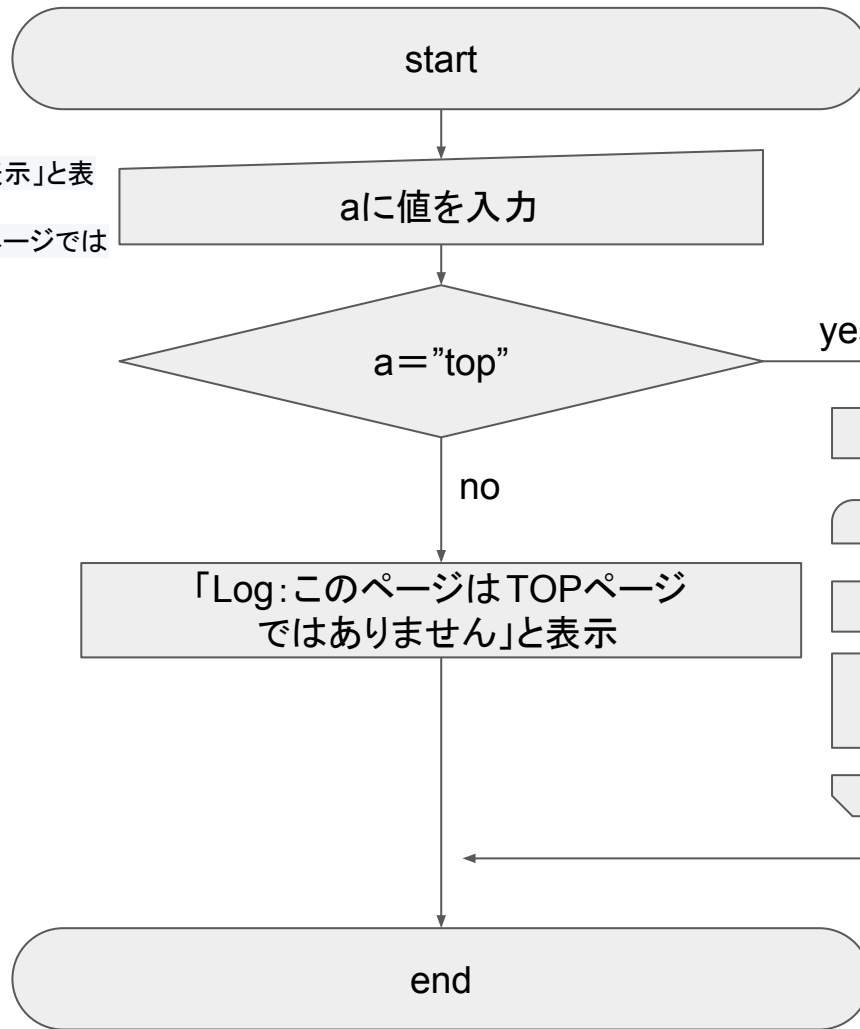 start
示」と表
ージでは
aに値を入力
a＝”top”
yes
no
「Log：このページはTOPページ
ではありません」と表示
end